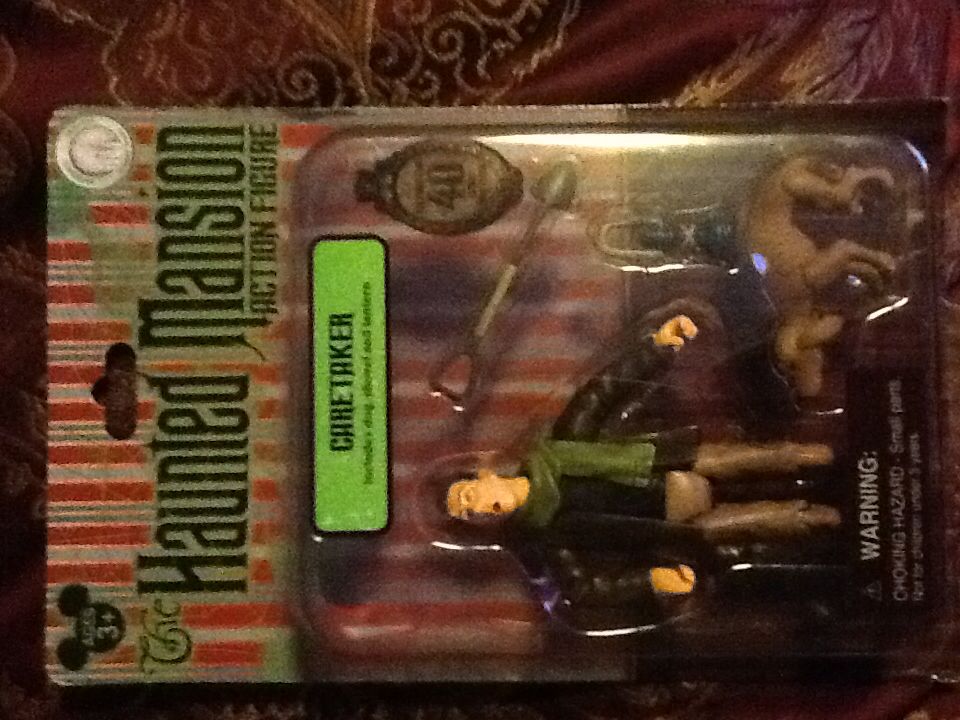 AGES
3+
The
Haunted Mansion
ACTION FIGURE
CARETAKER
Includes dog, shovel and lantern
40
WARNING:
CHOKING HAZARD - Small parts
Not for children under 3 years